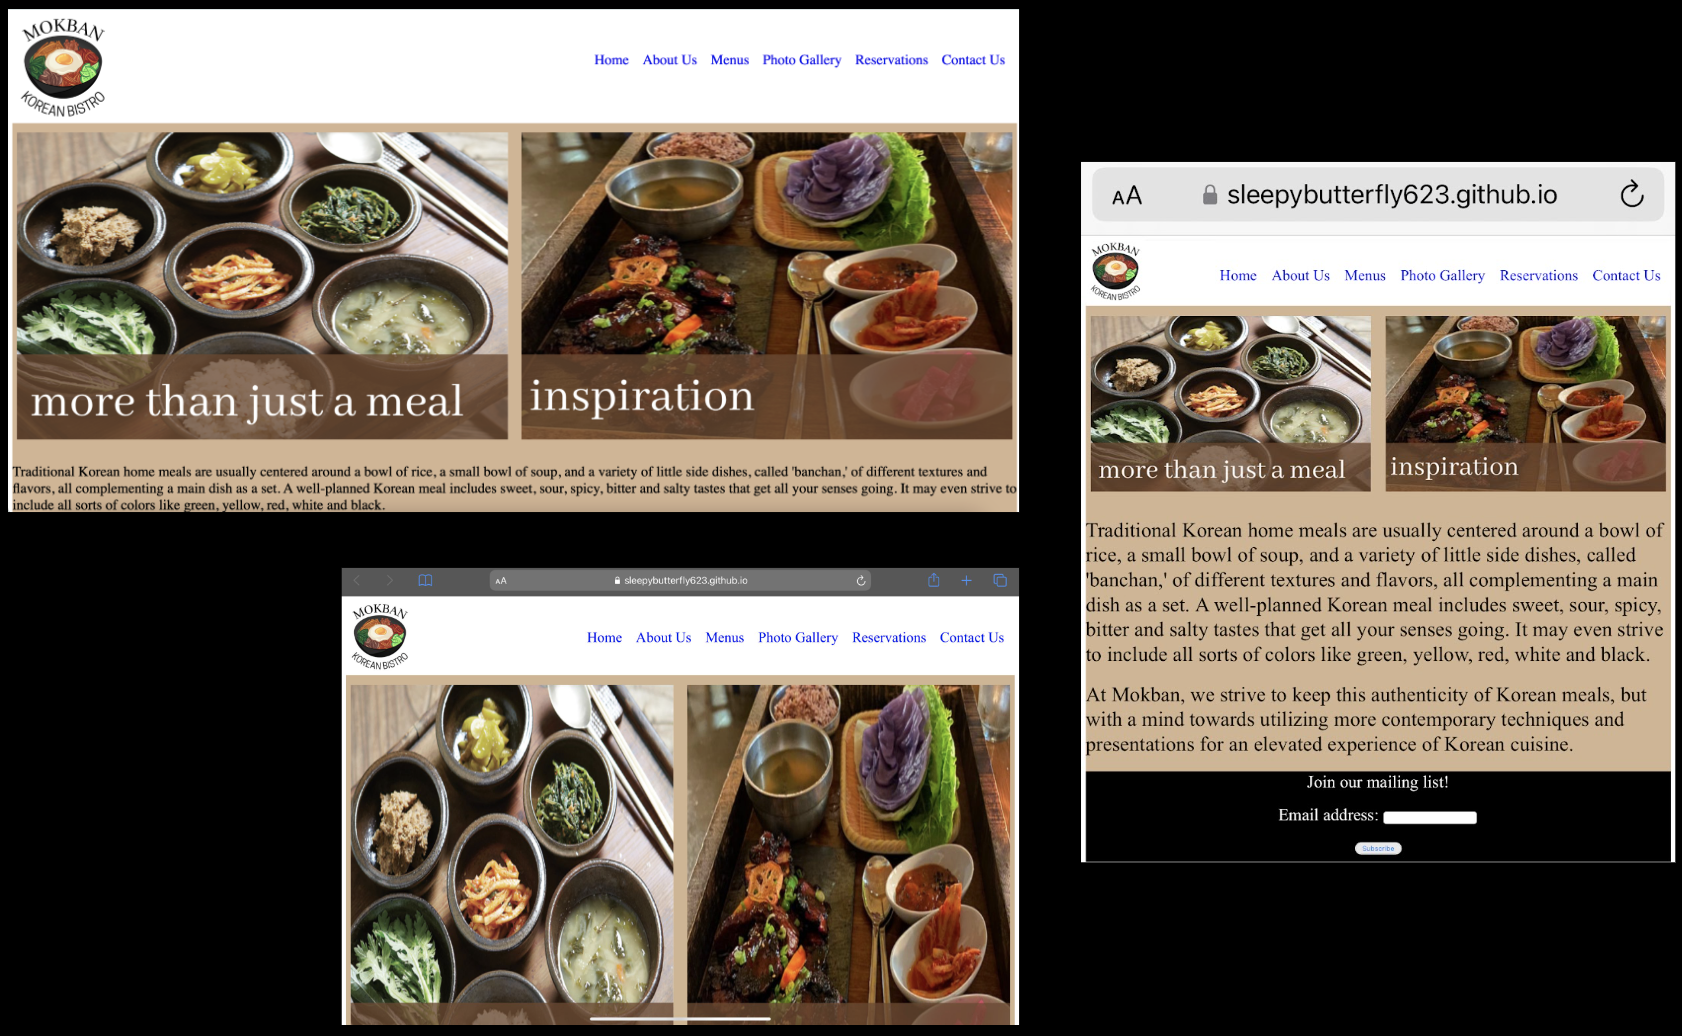 MOKBAN
KOREAN BISTRO
Home About Us Menus Photo Gallery Reservations Contact Us
more than just a meal
inspiration
Traditional Korean home meals are usually centered around a bowl of rice, a small bowl of soup, and a variety of little side dishes, called 'banchan,' of different textures and
flavors, all complementing a main dish as a set. A well-planned Korean meal includes sweet, sour, spicy, bitter and salty tastes that get all your senses going. It may even strive to
include all sorts of colors like green, yellow, red, white and black.
AA sleepybutterfly623.github.io
MOKBAN
KOREAN BISTRO
Home About Us Menus Photo Gallery Reservations Contact Us
AA sleepybutterfly623.github.io
MOKBAN
KOREAN BISTRO
Home About Us Menus Photo Gallery Reservations Contact Us
more than just a meal
inspiration
Traditional Korean home meals are usually centered around a bowl of
rice, a small bowl of soup, and a variety of little side dishes, called
'banchan,' of different textures and flavors, all complementing a main
dish as a set. A well-planned Korean meal includes sweet, sour, spicy,
bitter and salty tastes that get all your senses going. It may even strive
to include all sorts of colors like green, yellow, red, white and black.
At Mokban, we strive to keep this authenticity of Korean meals, but
with a mind towards utilizing more contemporary techniques and
presentations for an elevated experience of Korean cuisine.
Join our mailing list!
Email address:
Subscribe